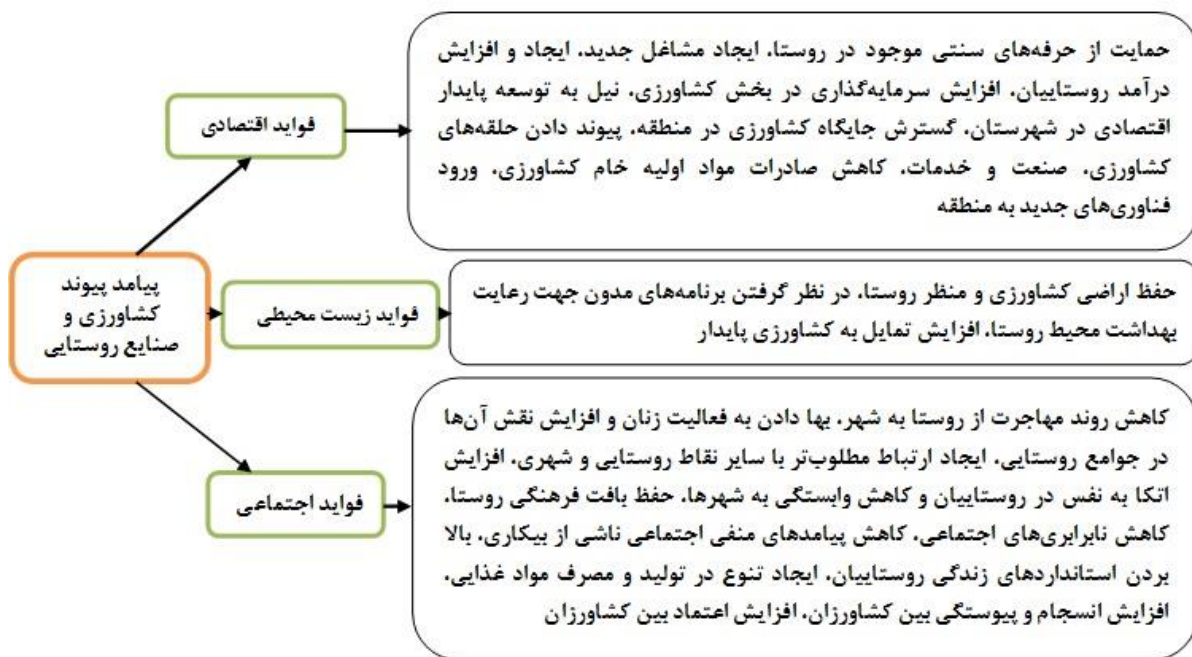 حمایت از حرفه‌های سنتی موجود در روستا، ایجاد مشاغل جدید، ایجاد و افزایش
درآمد روستاییان، افزایش سرمایه‌گذاری در بخش کشاورزی، نیل به توسعه پایدار
اقتصادی در شهرستان، گسترش جایگاه کشاورزی در منطقه، پیوند دادن حلقه‌های
کشاورزی، صنعت و خدمات، کاهش صادرات مواد اولیه خام کشاورزی، ورود
فناوری‌های جدید به منطقه
فواید اقتصادی
پیامد پیوند
کشاورزی و
صنایع روستایی
فواید زیست محیطی
حفظ اراضی کشاورزی و منظر روستا، در نظر گرفتن برنامه‌های مدون جهت رعایت
بهداشت محیط روستا، افزایش تمایل به کشاورزی پایدار
فواید اجتماعی
کاهش روند مهاجرت از روستا به شهر، بها دادن به فعالیت زنان و افزایش نقش آن‌ها
در جوامع روستایی، ایجاد ارتباط مطلوب‌تر با سایر نقاط روستایی و شهری، افزایش
اتکا به نفس در روستاییان و کاهش وابستگی به شهرها، حفظ بافت فرهنگی روستا،
کاهش نابرابری‌های اجتماعی، کاهش پیامدهای منفی اجتماعی ناشی از بیکاری، بالا
بردن استانداردهای زندگی روستاییان، ایجاد تنوع در تولید و مصرف مواد غذایی،
افزایش انسجام و پیوستگی بین کشاورزان، افزایش اعتماد بین کشاورزان